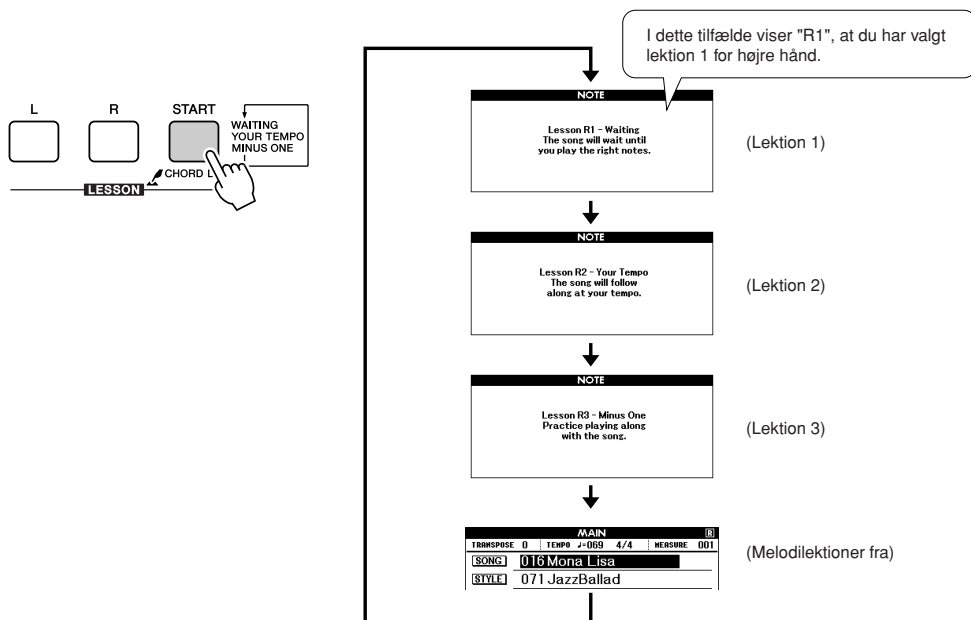 I dette tilfælde viser "R1", at du har valgt
lektion 1 for højre hånd.
L R START
WAITING
YOUR TEMPO
MINUS ONE
CHORD L
LESSON
NOTE
Lesson R1 - Waiting
The song will wait until
you play the right notes.
(Lektion 1)
NOTE
Lesson R2 - Your Tempo
The song will follow
along at your tempo.
(Lektion 2)
NOTE
Lesson R3 - Minus One
Practice playing along
with the song.
(Lektion 3)
MAIN R
TRANSPOSE 0 TEMPO ♩=069 4/4 MEASURE 001
SONG 016 Mona Lisa
STYLE 071 JazzBallad
(Melodilektioner fra)